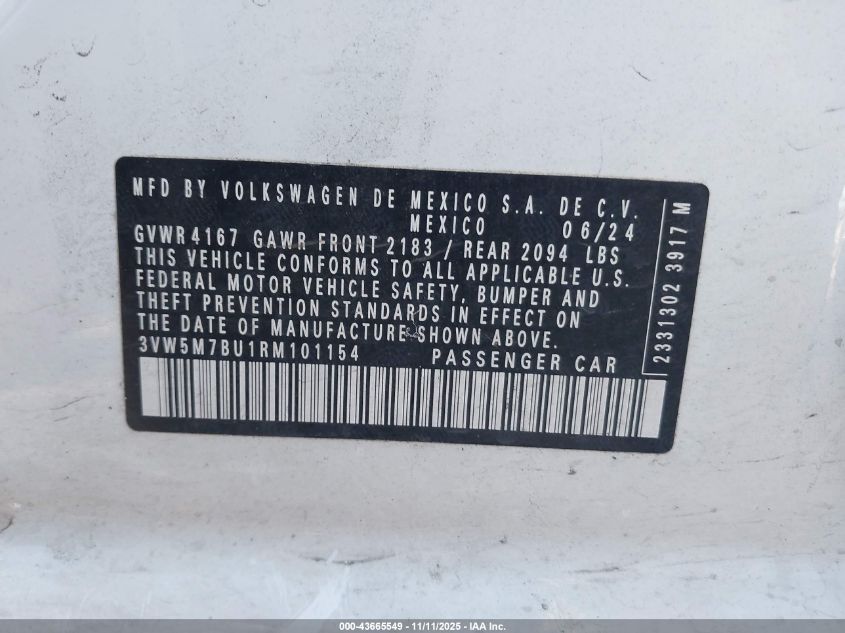 MFD BY VOLKSWAGEN DE MEXICO S.A. DE C.V.
MEXICO 06/24
GVWR 4167 GAWR FRONT 2183 / REAR 2094 LBS
THIS VEHICLE CONFORMS TO ALL APPLICABLE U.S.
FEDERAL MOTOR VEHICLE SAFETY, BUMPER AND
THEFT PREVENTION STANDARDS IN EFFECT ON
THE DATE OF MANUFACTURE SHOWN ABOVE.
3VW5M7BU1RM101154 PASSENGER CAR
2331302 3917 M
000-43665549 - 11/11/2025 - IAA Inc.